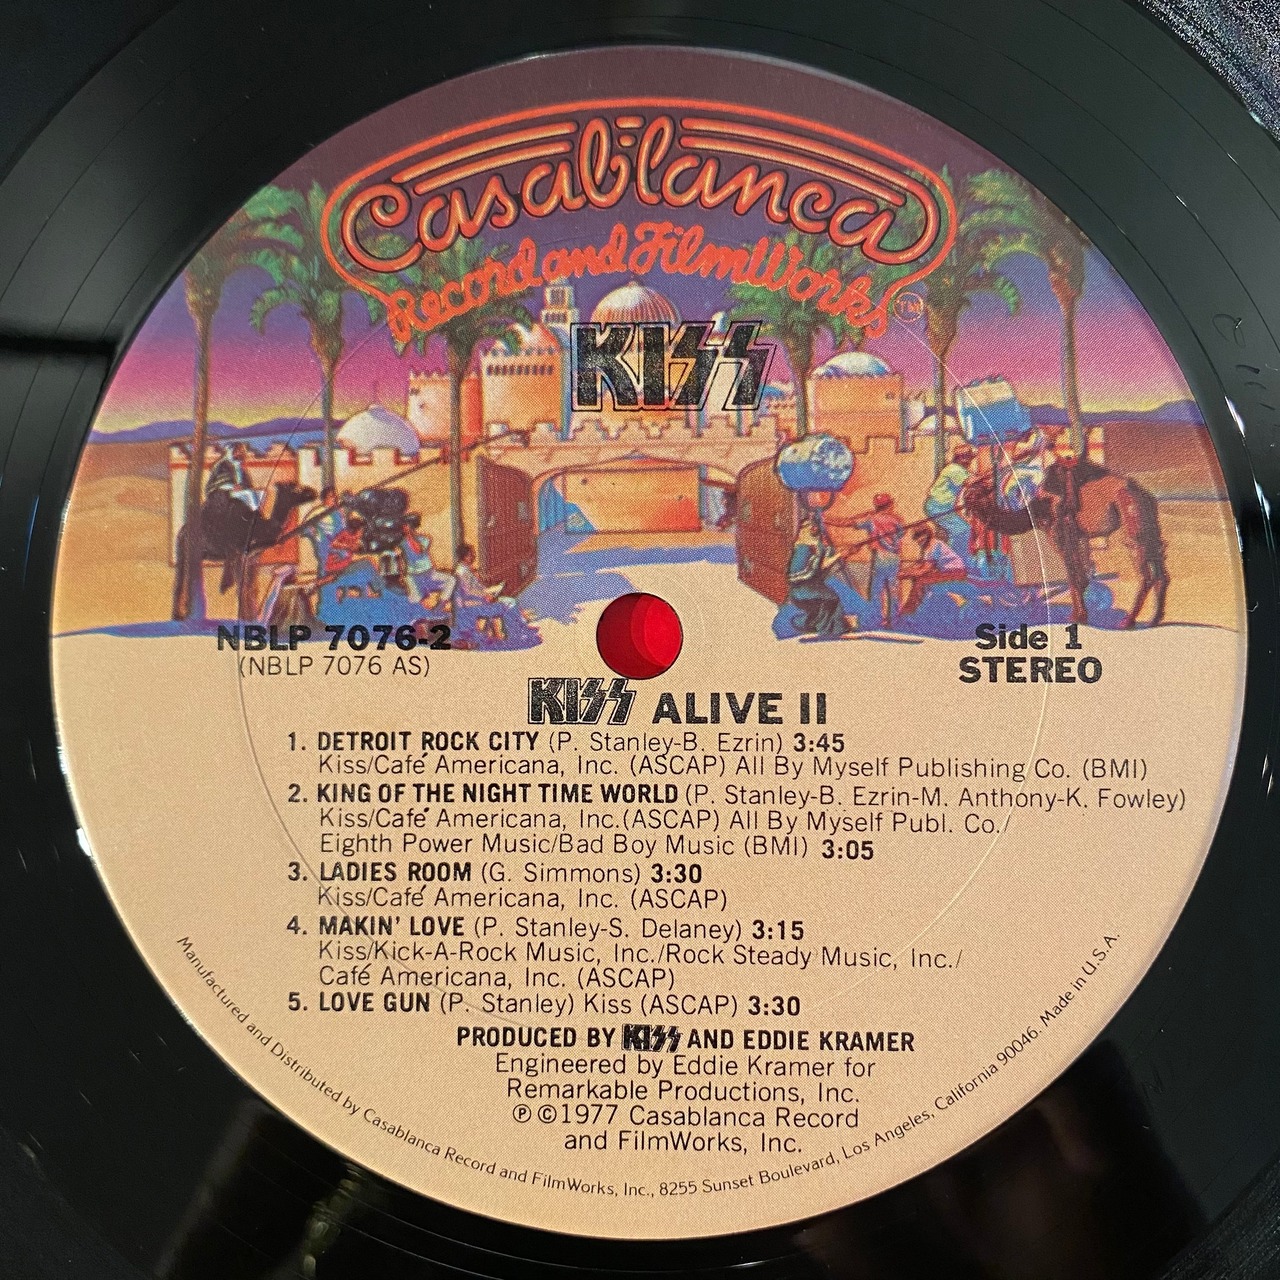 Casablanca
Record and FilmWorks TM
KISS
NBLP 7076-2
(NBLP 7076 AS)
Side 1
STEREO
KISS ALIVE II
1. DETROIT ROCK CITY (P. Stanley-B. Ezrin) 3:45
Kiss/Café Americana, Inc. (ASCAP) All By Myself Publishing Co. (BMI)
2. KING OF THE NIGHT TIME WORLD (P. Stanley-B. Ezrin-M. Anthony-K. Fowley)
Kiss/Café Americana, Inc.(ASCAP) All By Myself Publ. Co./
Eighth Power Music/Bad Boy Music (BMI) 3:05
3. LADIES ROOM (G. Simmons) 3:30
Kiss/Café Americana, Inc. (ASCAP)
4. MAKIN' LOVE (P. Stanley-S. Delaney) 3:15
Kiss/Kick-A-Rock Music, Inc./Rock Steady Music, Inc./
Café Americana, Inc. (ASCAP)
5. LOVE GUN (P. Stanley) Kiss (ASCAP) 3:30
PRODUCED BY KISS AND EDDIE KRAMER
Engineered by Eddie Kramer for
Remarkable Productions, Inc.
℗©1977 Casablanca Record
and FilmWorks, Inc.
Manufactured and Distributed by Casablanca Record and FilmWorks, Inc., 8255 Sunset Boulevard, Los Angeles, California 90046. Made in U.S.A.